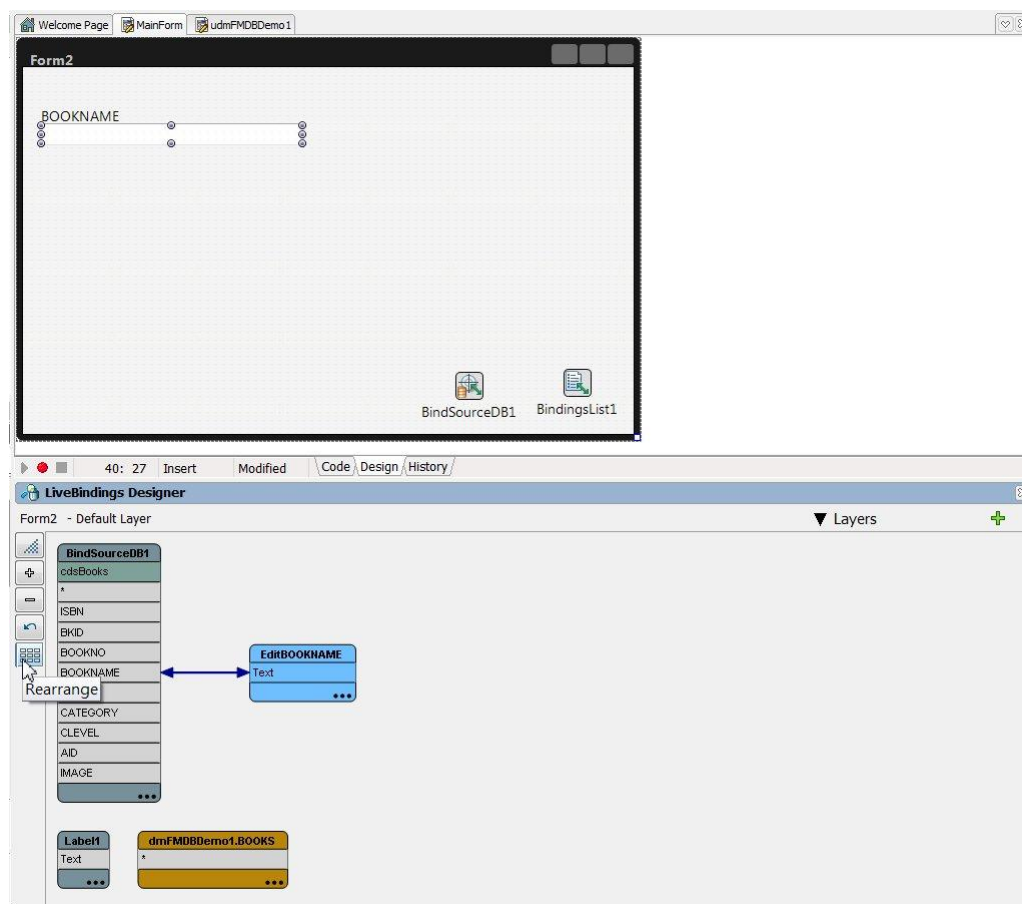 Welcome Page MainForm udmFMDBDemo1
Form2
BOOKNAME
BindSourceDB1 BindingsList1
40: 27 Insert Modified Code Design History
LiveBindings Designer
Form2 - Default Layer Layers
BindSourceDB1
cdsBooks
*
ISBN
BKID
BOOKNO
BOOKNAME
Rearrange
CATEGORY
CLEVEL
AID
IMAGE
EditBOOKNAME
Text
Label1
Text
dmFMDBDemo1.BOOKS
*